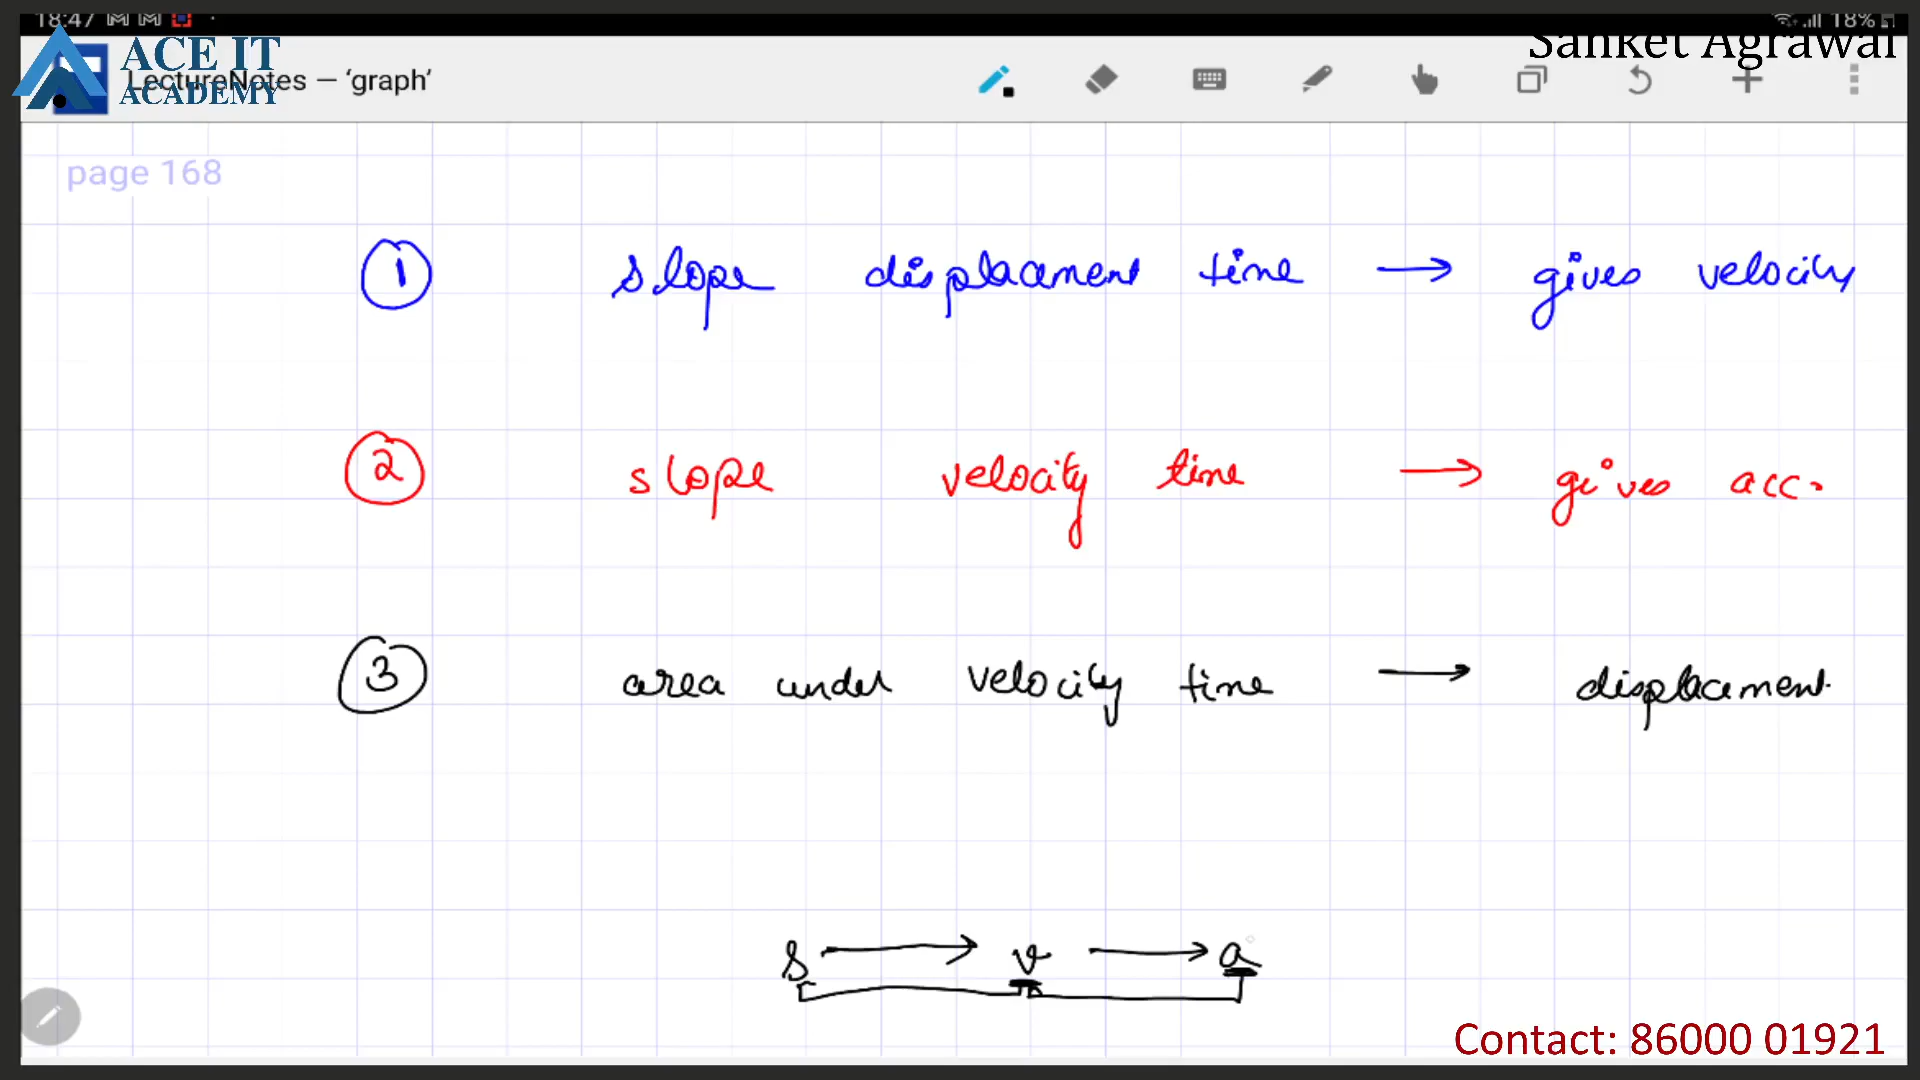 18:47 18%
ACE IT
ACADEMY
Sanket Agrawal
LectureNotes — ‘graph’
page 168
1 slope displacement time → gives velocity
2 slope velocity time → gives acc.
3 area under velocity time → displacement.
s → v → a
Contact: 86000 01921